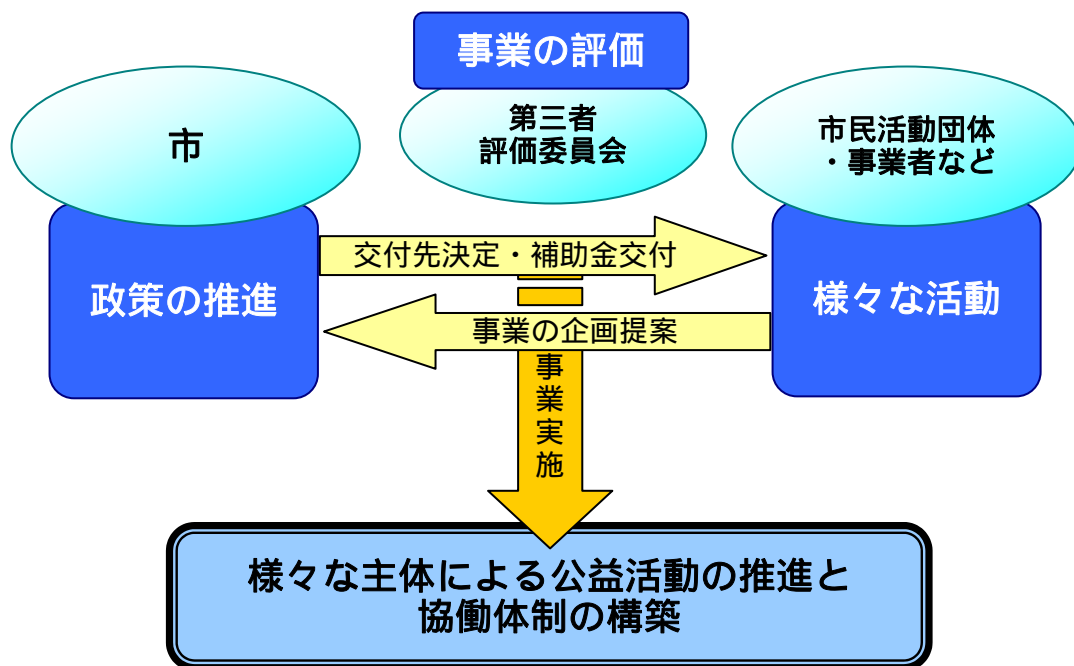 事業の評価
第三者
評価委員会
市
市民活動団体
・事業者など
交付先決定・補助金交付
政策の推進
様々な活動
事業の企画提案
事業実施
様々な主体による公益活動の推進と
協働体制の構築